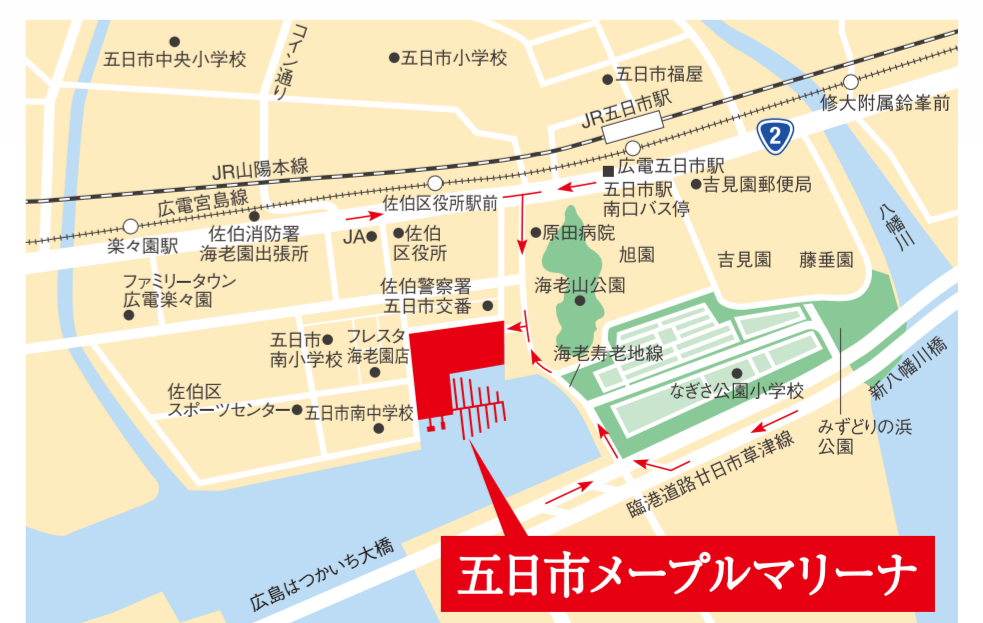 五日市中央小学校
コイン通り
五日市小学校
五日市福屋
JR五日市駅
修大附属鈴峯前
2
JR山陽本線
広電五日市駅
五日市駅
南口バス停
吉見園郵便局
広電宮島線
佐伯区役所駅前
八幡川
楽々園駅
佐伯消防署
海老園出張所
JA
佐伯
区役所
原田病院
旭園
吉見園
藤垂園
ファミリータウン
広電楽々園
佐伯警察署
五日市交番
海老山公園
五日市
南小学校
フレスタ
海老園店
海老寿老地線
新八幡川橋
なぎさ公園小学校
佐伯区
スポーツセンター
五日市南中学校
みずどりの浜
公園
臨港道路廿日市草津線
広島はつかいち大橋
五日市メープルマリーナ